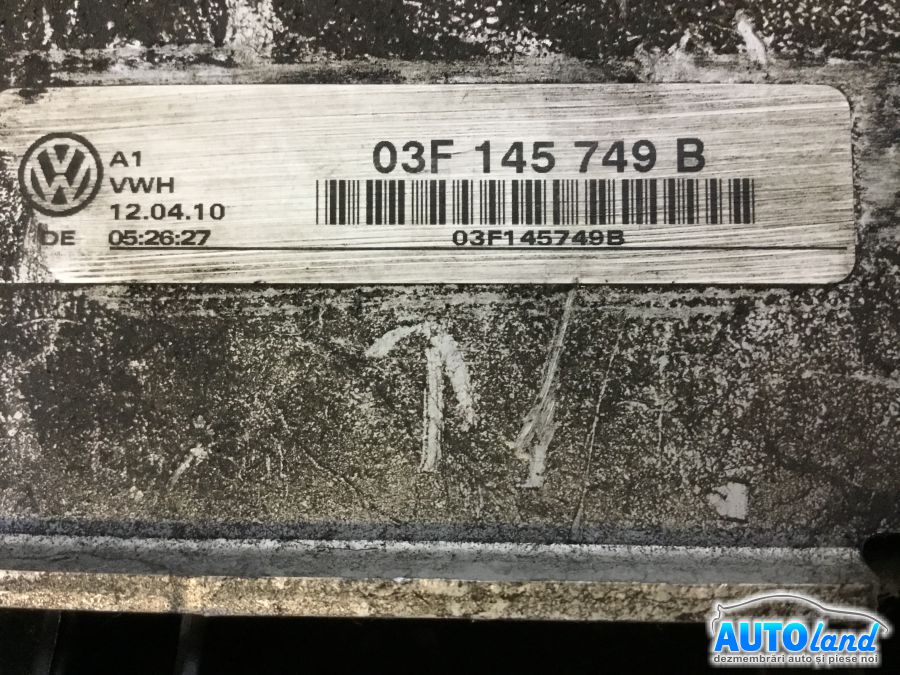 A1
VWH
12.04.10
DE 05:26:27
03F 145 749 B
03F145749B
AUTOland
dezmembrări auto și piese noi